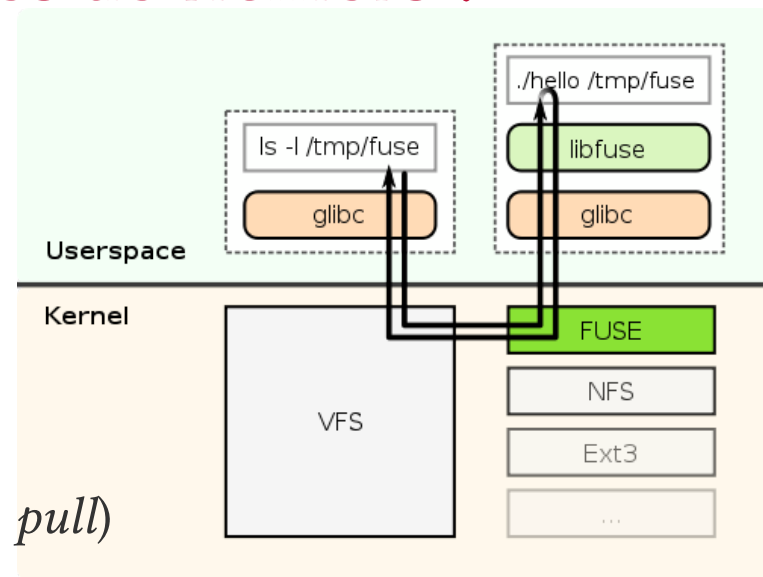 ./hello /tmp/fuse
ls -l /tmp/fuse
libfuse
glibc
glibc
Userspace
Kernel
FUSE
NFS
VFS
Ext3
...
pull)